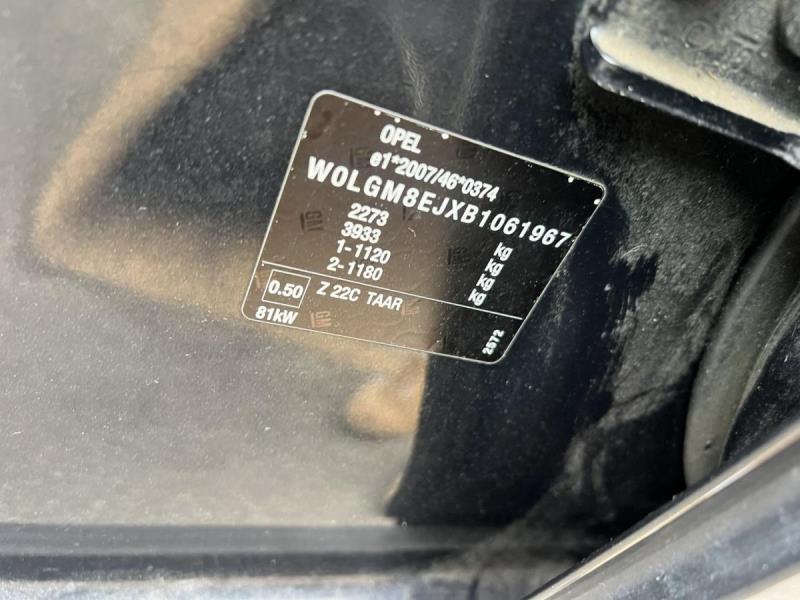 OPEL
e1*2007/46*0374
W0LGM8EJXB1061967
2273 kg
3933 kg
1-1120 kg
2-1180 kg
0.50 Z 22C TAAR
81kW
2572